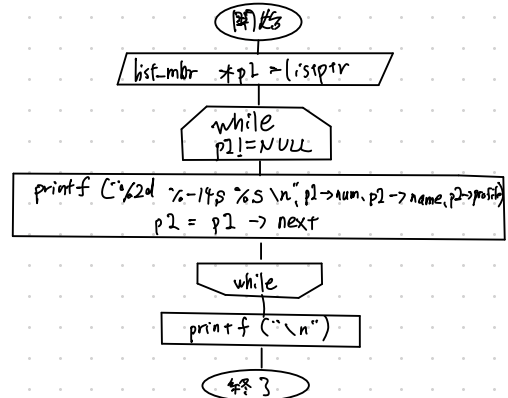 開始
list_mbr *p2 = listptr
while
p2!=NULL
printf ("%2d %-14s %s \n", p2->num, p2->name, p2->profile)
p2 = p2 -> next
while
printf ("\n")
終了